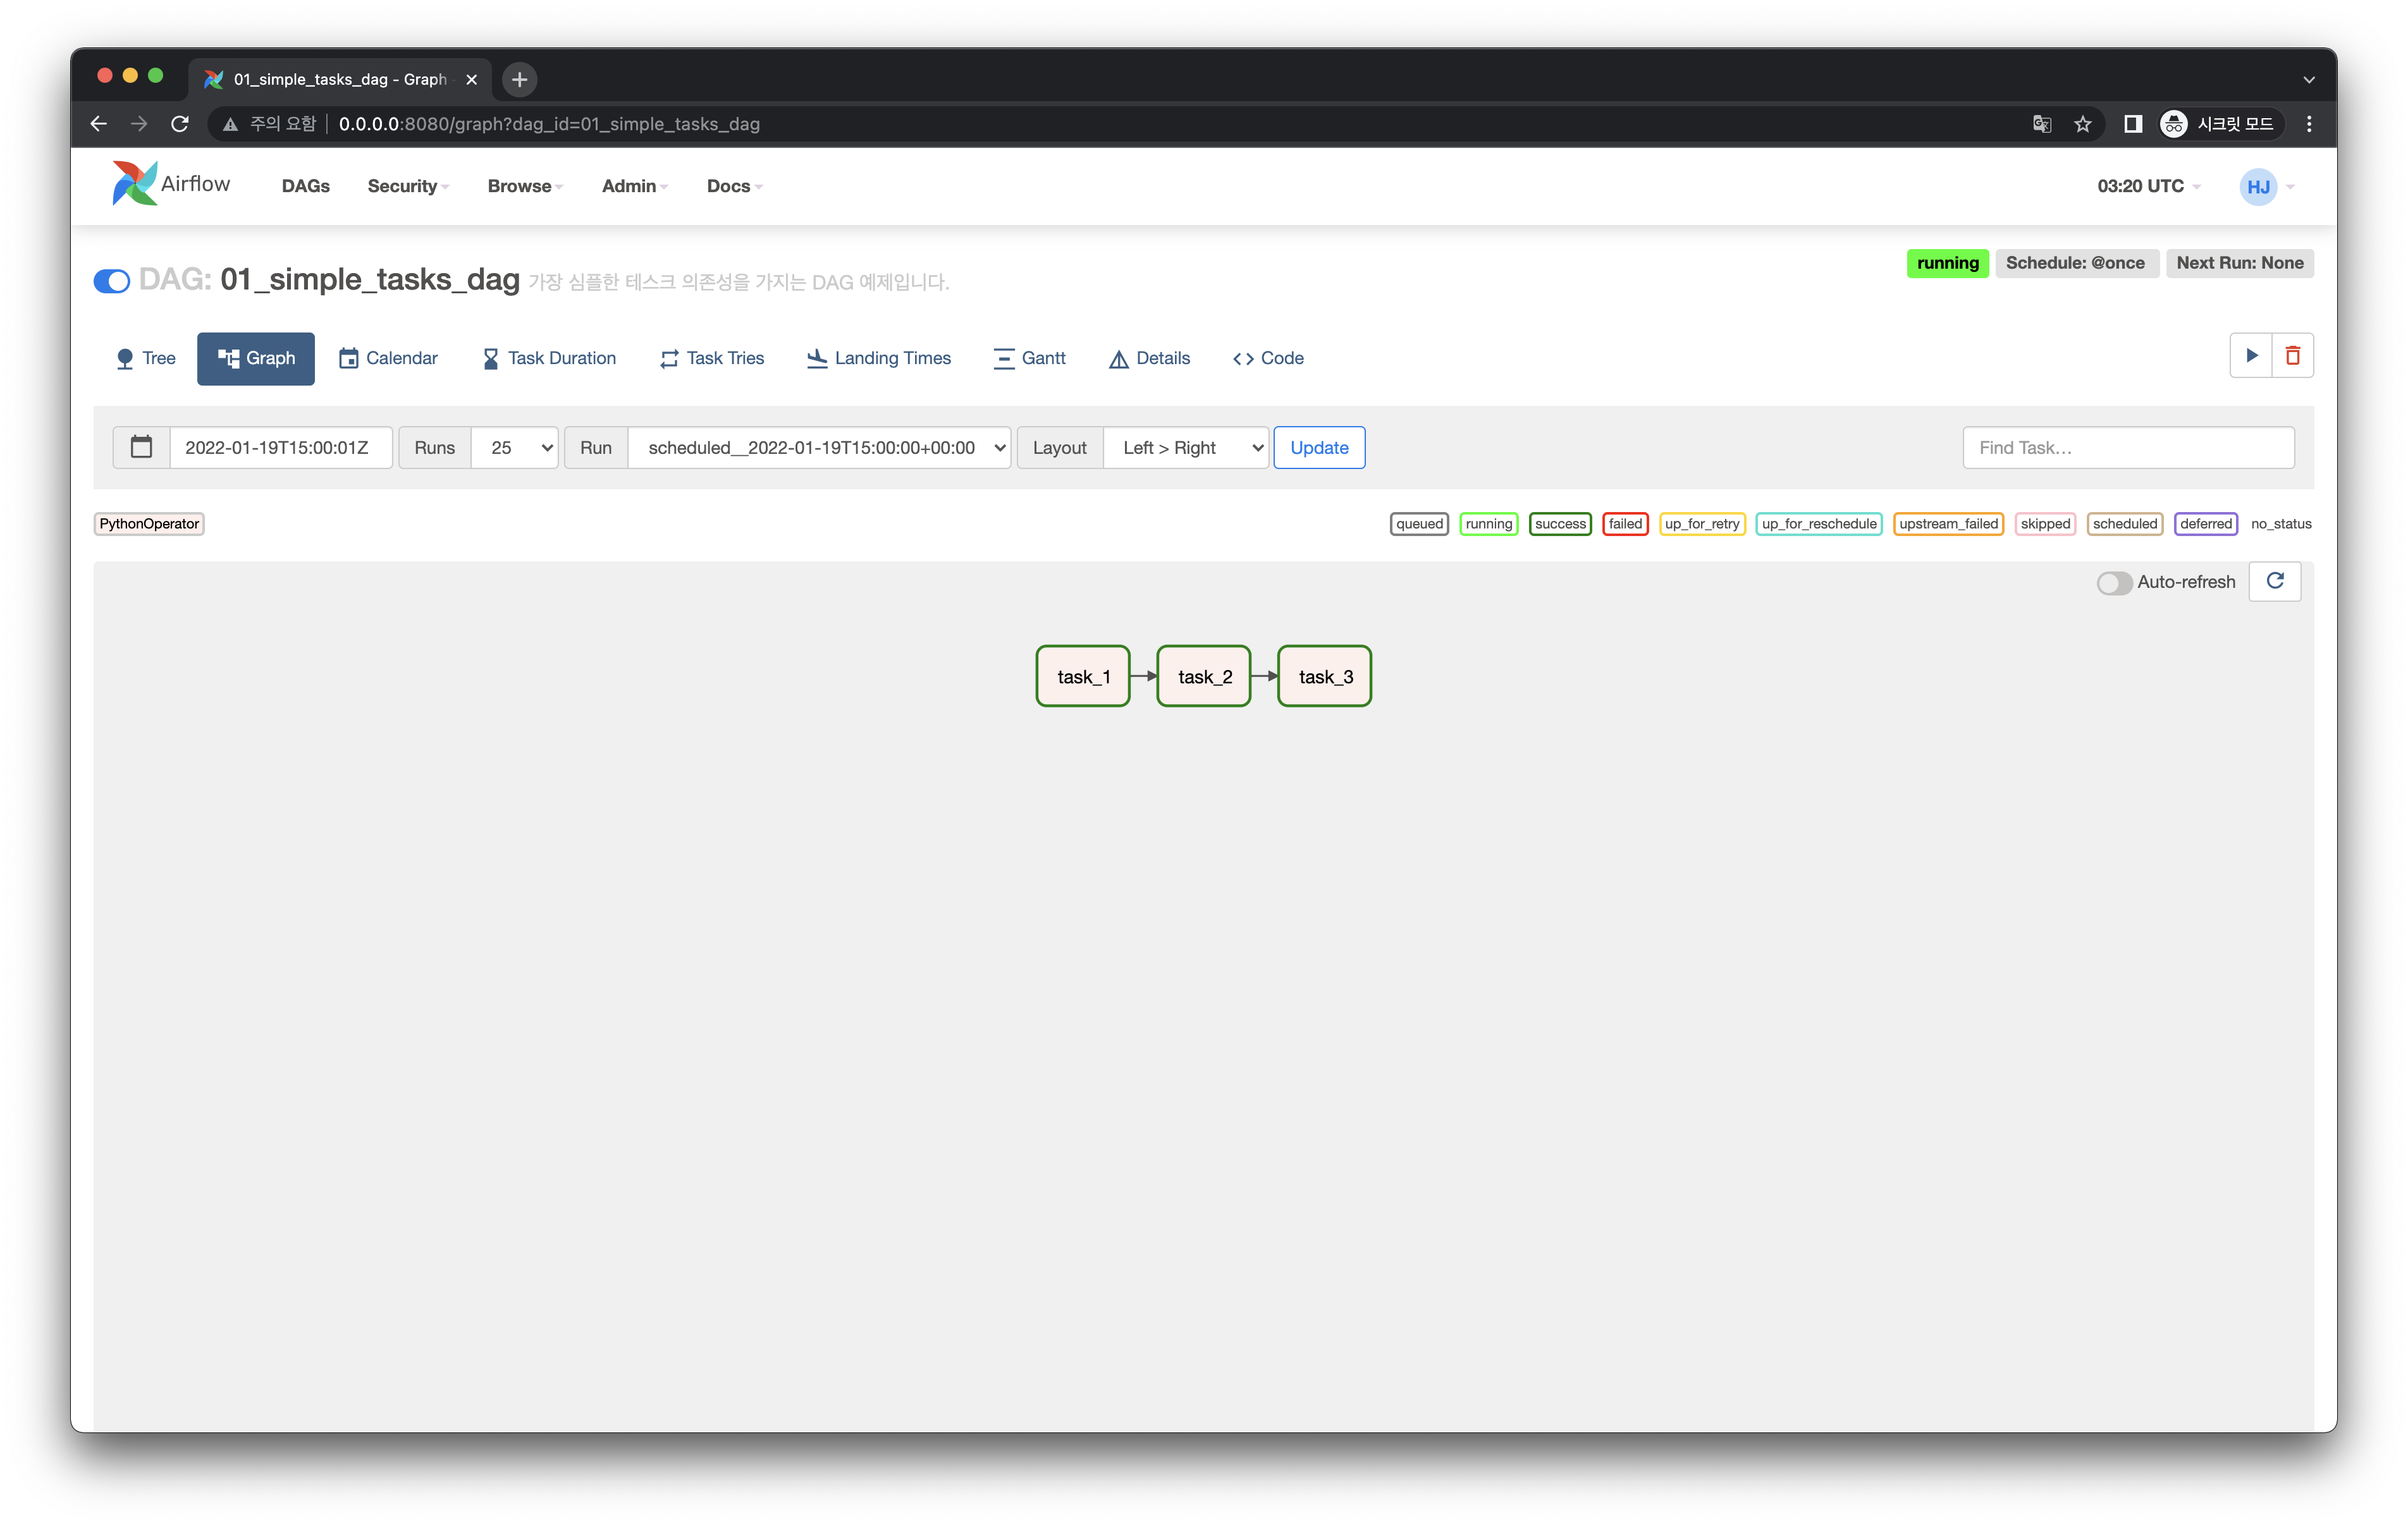 01_simple_tasks_dag - Graph
주의 요함 0.0.0.0:8080/graph?dag_id=01_simple_tasks_dag 시크릿 모드
Airflow DAGs Security Browse Admin Docs 03:20 UTC HJ
running Schedule: @once Next Run: None
DAG: 01_simple_tasks_dag 가장 심플한 테스크 의존성을 가지는 DAG 예제입니다.
Tree Graph Calendar Task Duration Task Tries Landing Times Gantt Details Code
2022-01-19T15:00:01Z Runs 25 Run scheduled__2022-01-19T15:00:00+00:00 Layout Left > Right Update Find Task…
PythonOperator queued running success failed up_for_retry up_for_reschedule upstream_failed skipped scheduled deferred no_status
Auto-refresh
task_1 task_2 task_3